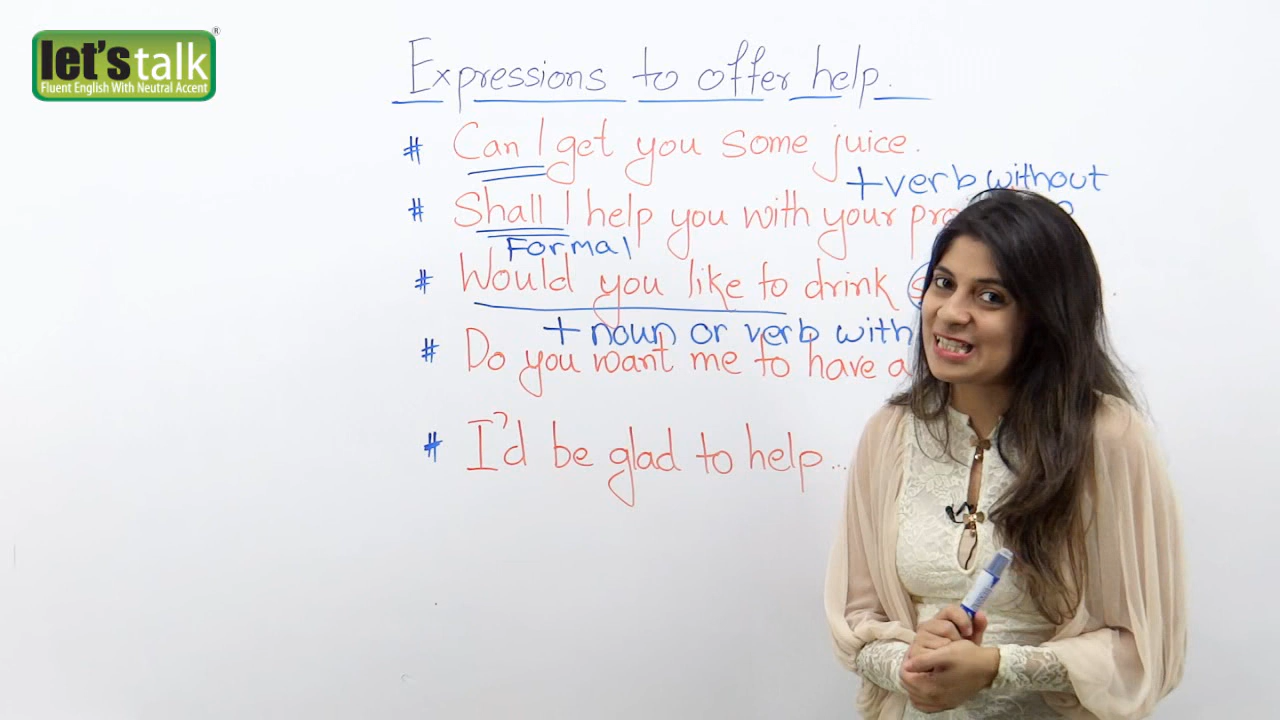 let's talk®
Fluent English With Neutral Accent
Expressions to offer help.
# Can I get you some juice.
+ verb without
# Shall I help you with your
Formal
# Would you like to drink
+ noun or verb with
# Do you want me to have a
# I'd be glad to help...